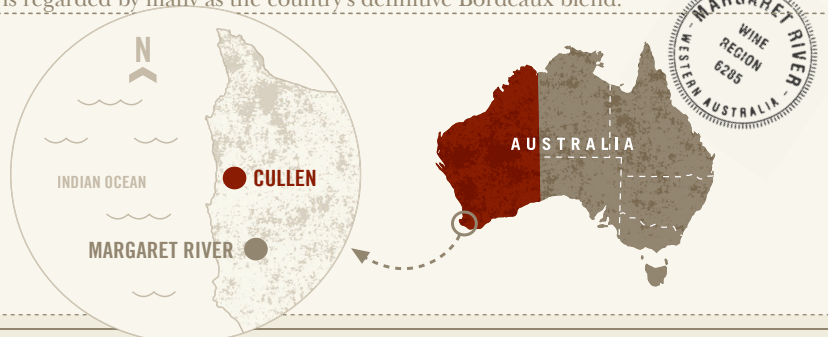 is regarded by many as the country's definitive Bordeaux blend.
N
INDIAN OCEAN
CULLEN
MARGARET RIVER
AUSTRALIA
MARGARET RIVER
WINE
REGION
6285
- WESTERN AUSTRALIA -